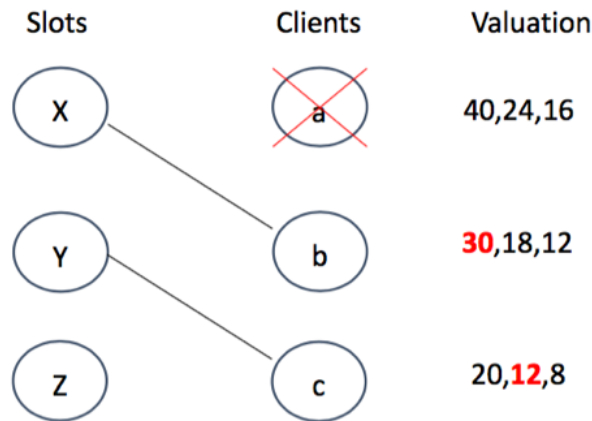 Slots Clients Valuation
X a 40,24,16
Y b 30,18,12
Z c 20,12,8